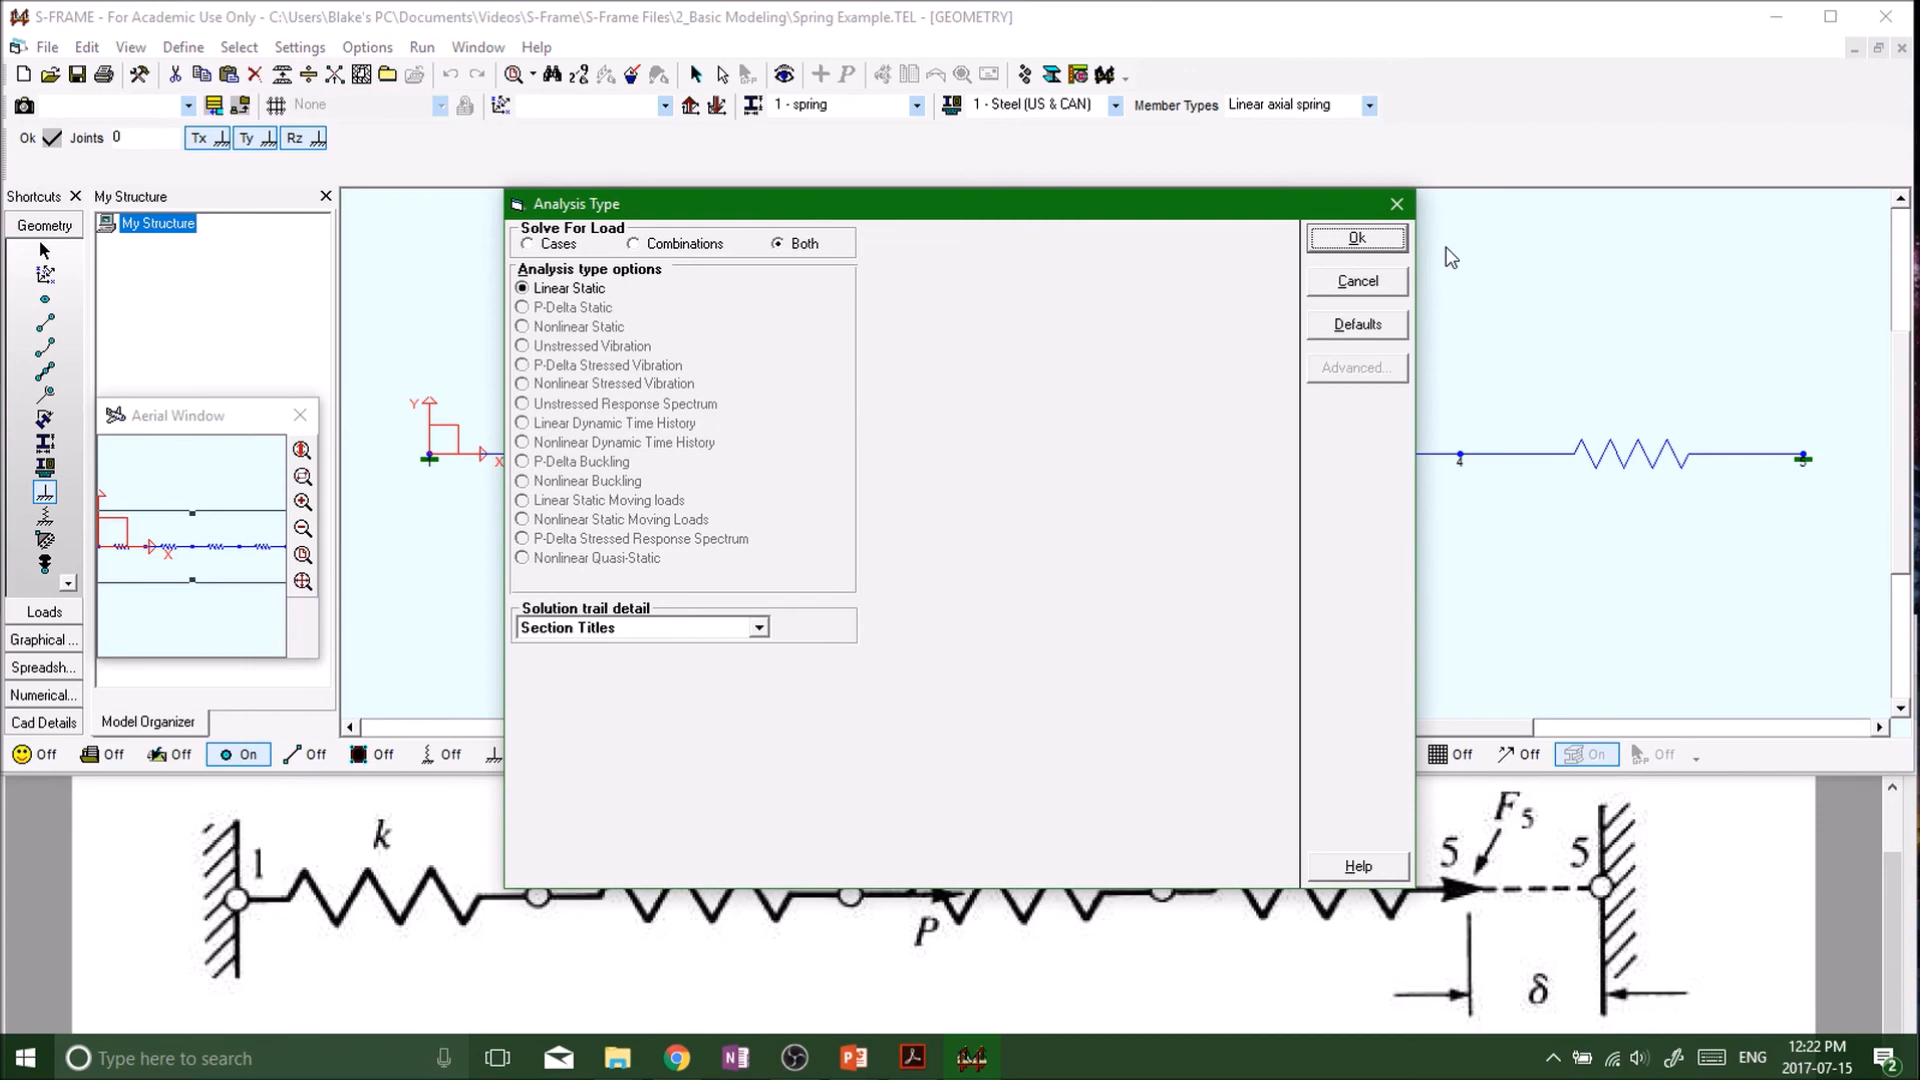 S-FRAME - For Academic Use Only - C:\Users\Blake's PC\Documents\Videos\S-Frame\S-Frame Files\2_Basic Modeling\Spring Example.TEL - [GEOMETRY]
File Edit View Define Select Settings Options Run Window Help
None 1 - spring 1 - Steel (US & CAN) Member Types Linear axial spring
Ok Joints 0 Tx Ty Rz
Shortcuts My Structure
Geometry
My Structure
Analysis Type
Solve For Load
Cases Combinations Both
Analysis type options
Linear Static
P-Delta Static
Nonlinear Static
Unstressed Vibration
P-Delta Stressed Vibration
Nonlinear Stressed Vibration
Unstressed Response Spectrum
Linear Dynamic Time History
Nonlinear Dynamic Time History
P-Delta Buckling
Nonlinear Buckling
Linear Static Moving loads
Nonlinear Static Moving Loads
P-Delta Stressed Response Spectrum
Nonlinear Quasi-Static
Solution trail detail
Section Titles
Ok
Cancel
Defaults
Advanced...
Help
Aerial Window
X
Y
X
4
5
Loads
Graphical ...
Spreadsh...
Numerical...
Cad Details
Model Organizer
Off Off Off On Off Off Off Off Off On Off
1 k P 5 F5 5 δ
Type here to search
ENG
12:22 PM
2017-07-15
2